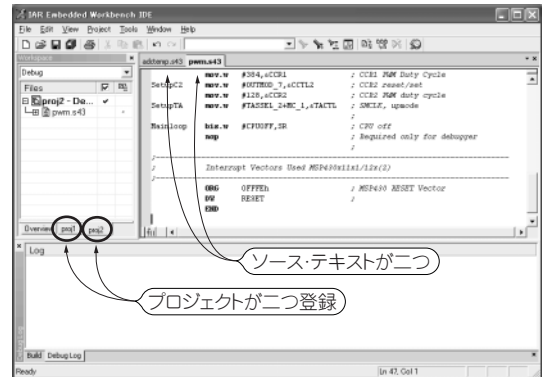 IAR Embedded Workbench IDE
File Edit View Project Tools Window Help
Workspace
addtemp.s43 pwm.s43
Debug
Files
proj2 - De...
pwm.s43
Overview proj1 proj2
mov.w #384,&CCR1 ; CCR1 PWM Duty Cycle
SetupC2 mov.w #OUTMOD_7,&CCTL2 ; CCR2 reset/set
mov.w #128,&CCR2 ; CCR2 PWM duty cycle
SetupTA mov.w #TASSEL_2+MC_1,&TACTL ; SMCLK, upmode
;
Mainloop bis.w #CPUOFF,SR ; CPU off
nop ; Required only for debugger
;
;
; Interrupt Vectors Used MSP430x11x1/12x(2)
;
ORG 0FFFEh ; MSP430 RESET Vector
DW RESET ;
END
ソース・テキストが二つ
Log
プロジェクトが二つ登録
Build Debug Log
Ready
Ln 47, Col 1